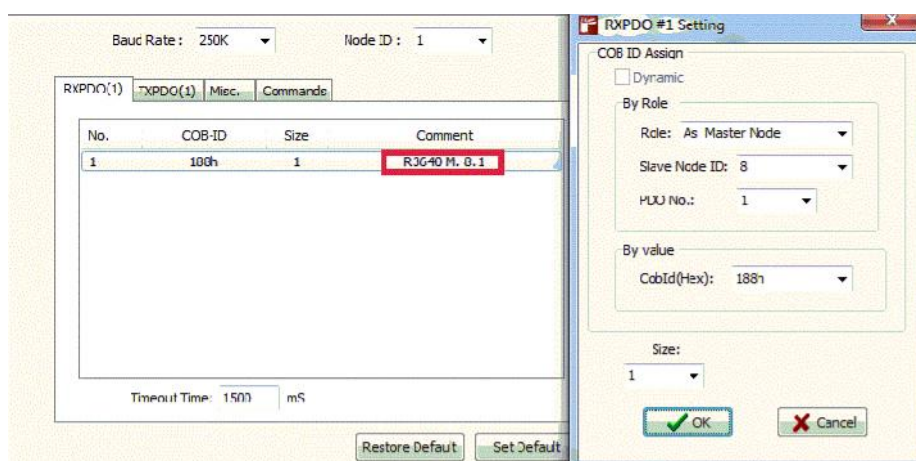 Baud Rate: 250K Node ID: 1
RXPDO(1) TXPDO(1) Misc. Commands
No. COB-ID Size Comment
1 188h 1
Timeout Time: 1500 mS
Restore Default Set Default
RXPDO #1 Setting
COB ID Assign
Dynamic
By Role
Role: As Master Node
Slave Node ID: 8
PDO No.: 1
By value
CobId(Hex): 188h
Size:
1
OK Cancel